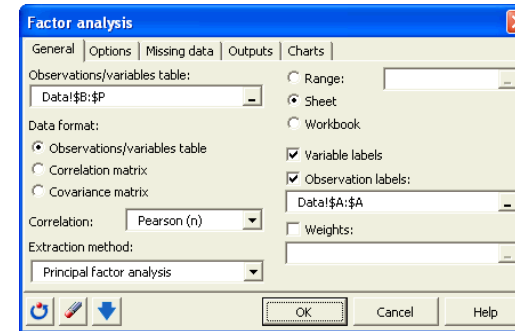 Factor analysis
General Options Missing data Outputs Charts
Observations/variables table:
Data!$B:$P
Data format:
Observations/variables table
Correlation matrix
Covariance matrix
Correlation: Pearson (n)
Extraction method:
Principal factor analysis
Range:
Sheet
Workbook
Variable labels
Observation labels:
Data!$A:$A
Weights:
OK Cancel Help